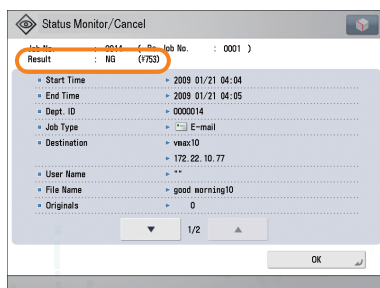 Status Monitor/Cancel
Job No. : 0014 ( Re Job No. : 0001 )
Result : NG (#753)
Start Time ► 2009 01/21 04:04
End Time ► 2009 01/21 04:05
Dept. ID ► 0000014
Job Type ► E-mail
Destination ► vmax10
► 172.22.10.77
User Name ► ""
File Name ► good morning10
Originals ► 0
▼ 1/2 ▲
OK